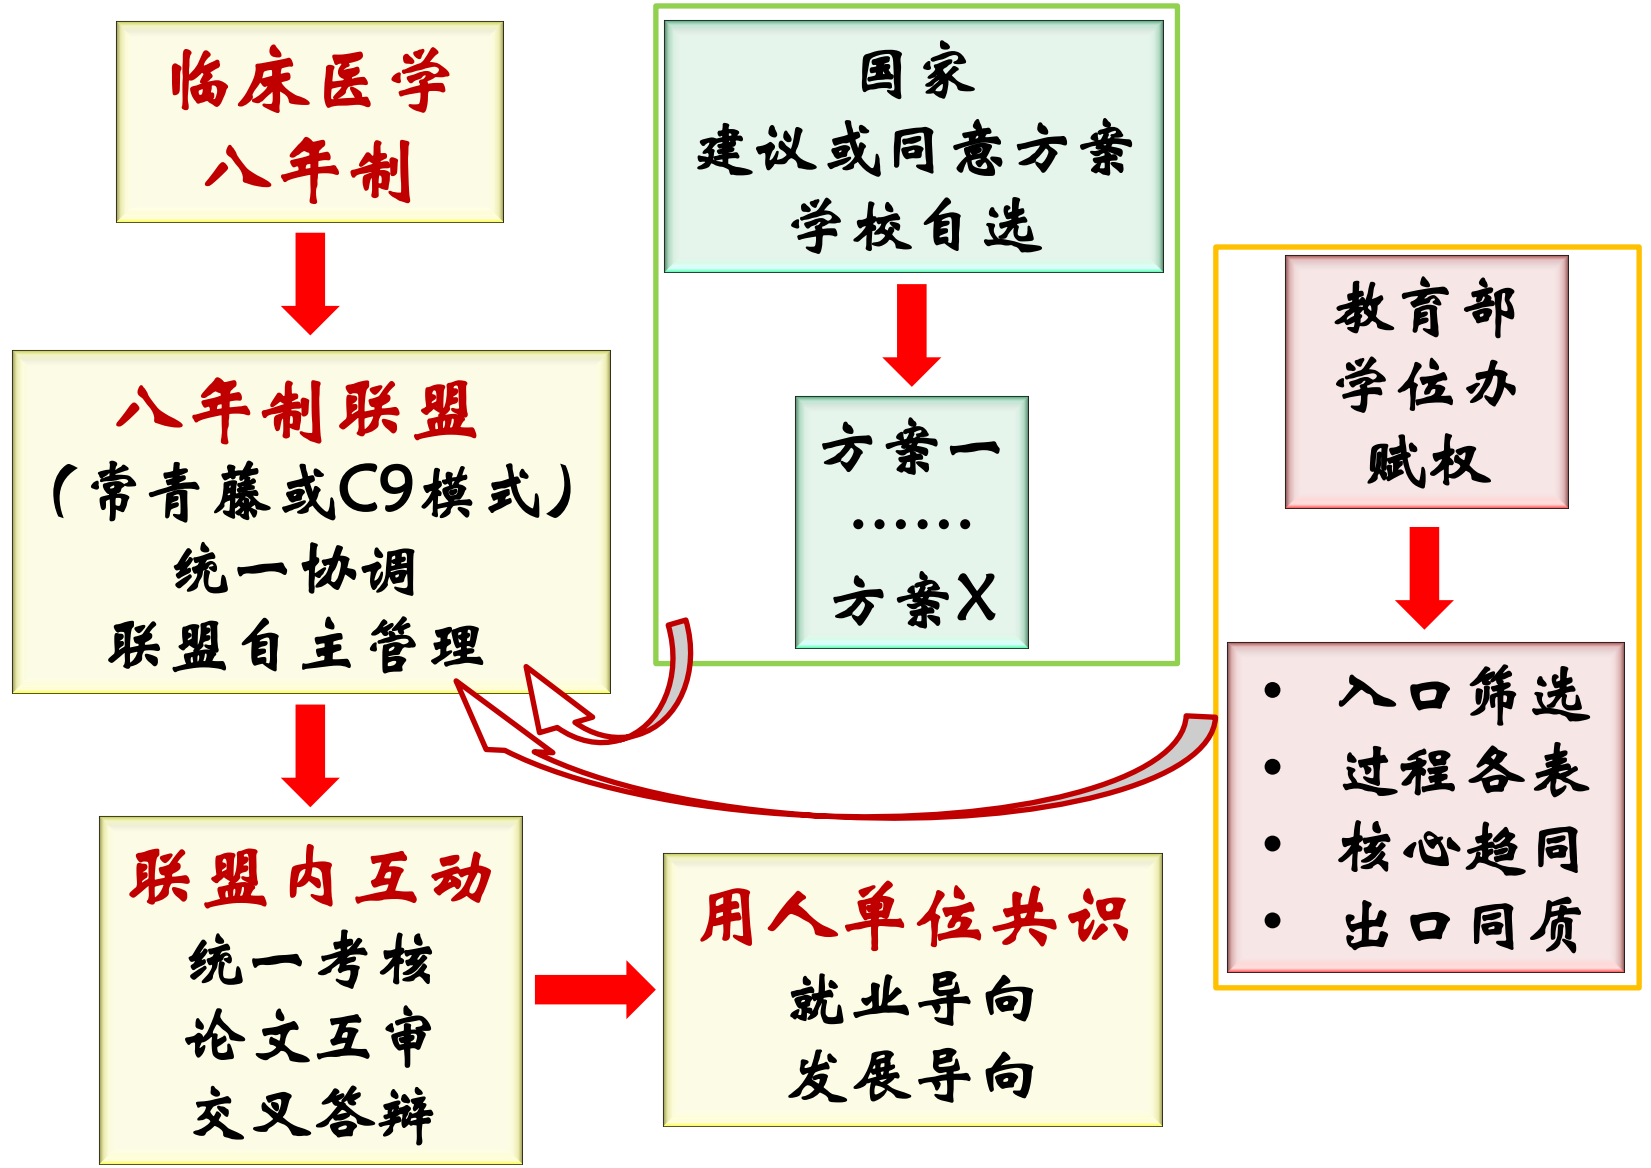 临床医学
八年制
八年制联盟
（常青藤或C9模式）
统一协调
联盟自主管理
联盟内互动
统一考核
论文互审
交叉答辩
用人单位共识
就业导向
发展导向
国家
建议或同意方案
学校自选
方案一
······
方案X
教育部
学位办
赋权
• 入口筛选
• 过程各表
• 核心趋同
• 出口同质